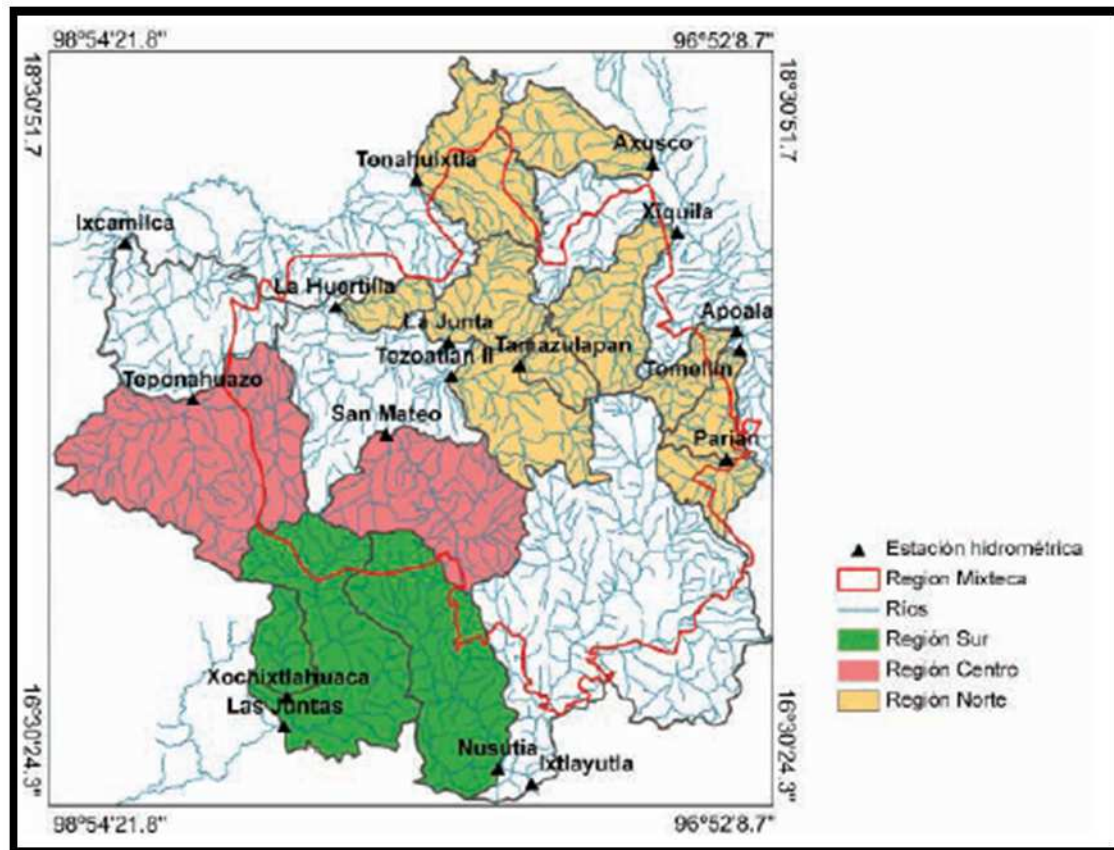 98°54'21.8"
96°52'8.7"
18°30'51.7
18°30'51.7
Axusco
Tonahuixtla
Xiquila
Ixcamilca
La Huertilla
Apoala
La Junta
Tezoatlan II
Tamazulapan
Tomellin
Teponahuazo
San Mateo
Parian
Estación hidrométrica
Region Mixteca
Ríos
Región Sur
Región Centro
Región Norte
Xochixtlahuaca
Las Juntas
Nusutia
Ixtlayutla
16°30'24.3"
16°30'24.3"
98°54'21.8"
96°52'8.7"